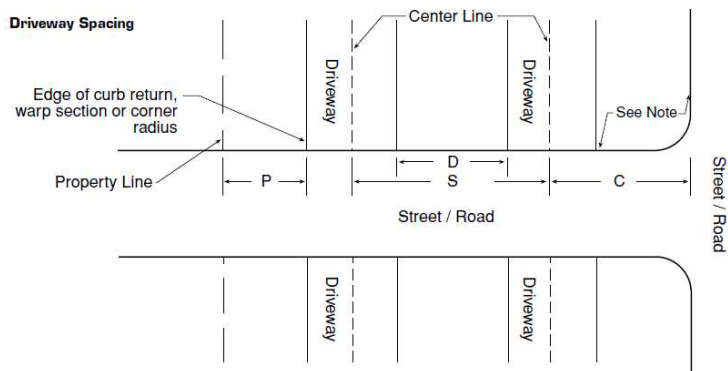 Driveway Spacing
Center Line
Driveway
Driveway
Edge of curb return,
warp section or corner
radius
See Note
Property Line
P
D
S
C
Street / Road
Street / Road
Driveway
Driveway